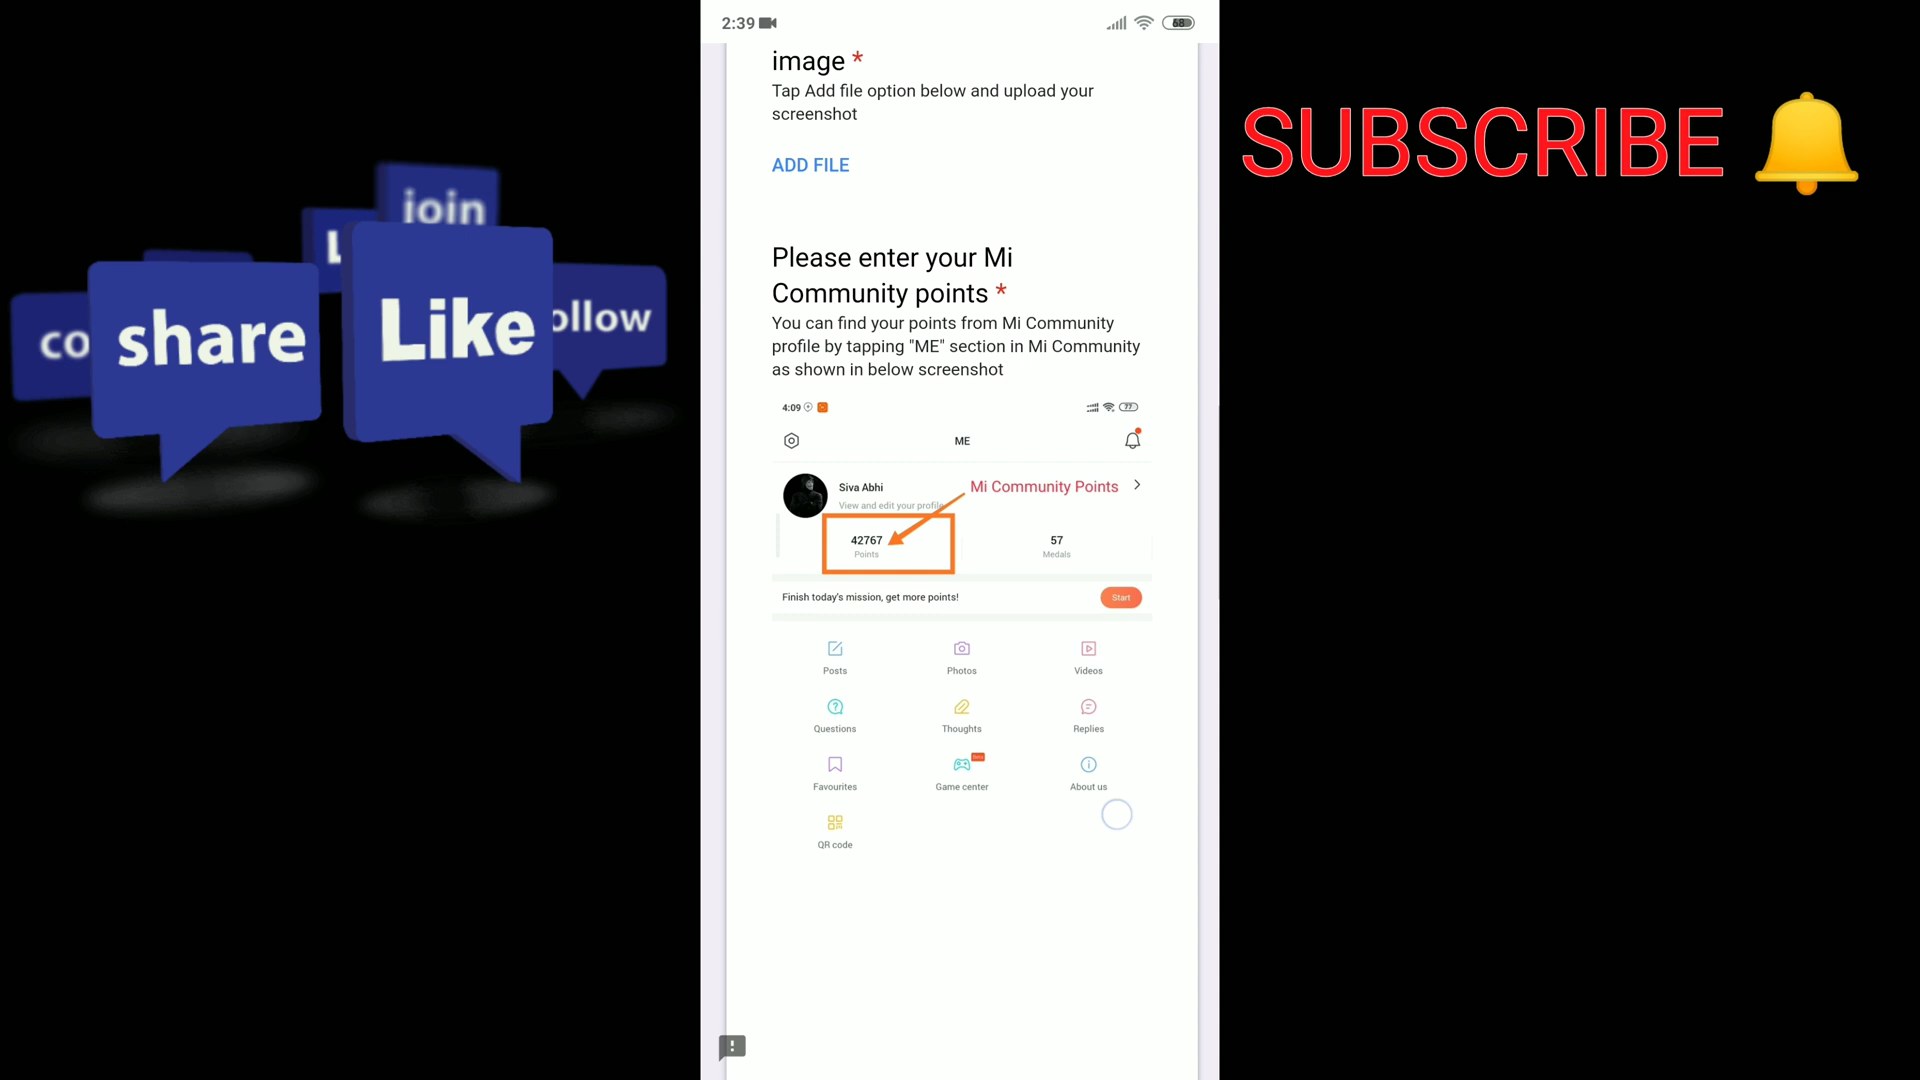 2:39
68
image *
Tap Add file option below and upload your
screenshot
ADD FILE
Please enter your Mi
Community points *
You can find your points from Mi Community
profile by tapping "ME" section in Mi Community
as shown in below screenshot
4:09
77
ME
Siva Abhi
View and edit your profile
Mi Community Points
42767
Points
57
Medals
Finish today's mission, get more points!
Start
Posts
Photos
Videos
Questions
Thoughts
Replies
Favourites
Game center
About us
QR code
join
L
co
share
Like
ollow
SUBSCRIBE